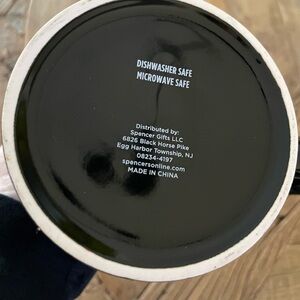 DISHWASHER SAFE
MICROWAVE SAFE
Distributed by:
Spencer Gifts LLC
6826 Black Horse Pike
Egg Harbor Township, NJ
08234-4197
spencersonline.com
MADE IN CHINA